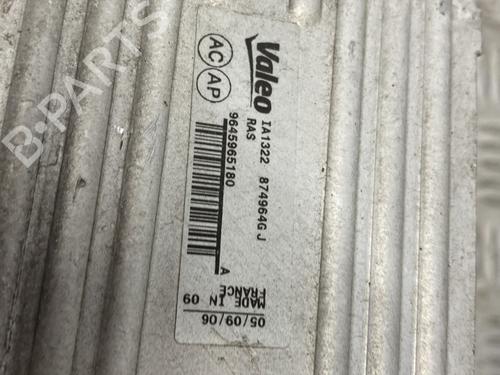 Valeo
AC
AP
IA1322 874964G J
RAS
9645965180
A
05/09/06
MADE IN 09
FRANCE
B-PARTS